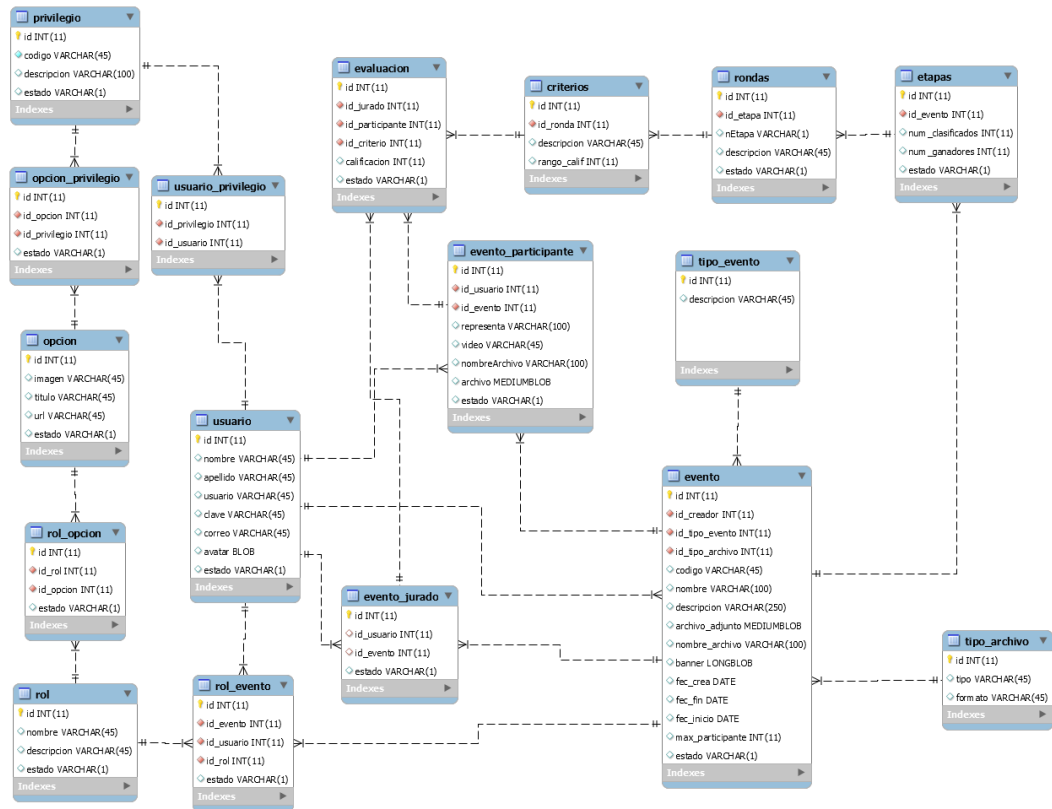 privilegio
id INT(11)
codigo VARCHAR(45)
descripcion VARCHAR(100)
estado VARCHAR(1)
Indexes
opcion_privilegio
id INT(11)
id_opcion INT(11)
id_privilegio INT(11)
estado VARCHAR(1)
Indexes
opcion
id INT(11)
imagen VARCHAR(45)
titulo VARCHAR(45)
url VARCHAR(45)
estado VARCHAR(1)
Indexes
rol_opcion
id INT(11)
id_rol INT(11)
id_opcion INT(11)
estado VARCHAR(1)
Indexes
rol
id INT(11)
nombre VARCHAR(45)
descripcion VARCHAR(45)
estado VARCHAR(1)
Indexes
usuario_privilegio
id INT(11)
id_privilegio INT(11)
id_usuario INT(11)
Indexes
usuario
id INT(11)
nombre VARCHAR(45)
apellido VARCHAR(45)
usuario VARCHAR(45)
clave VARCHAR(45)
correo VARCHAR(45)
avatar BLOB
estado VARCHAR(1)
Indexes
rol_evento
id INT(11)
id_evento INT(11)
id_usuario INT(11)
id_rol INT(11)
estado VARCHAR(1)
Indexes
evaluacion
id INT(11)
id_jurado INT(11)
id_participante INT(11)
id_criterio INT(11)
calificacion INT(11)
estado VARCHAR(1)
Indexes
evento_jurado
id INT(11)
id_usuario INT(11)
id_evento INT(11)
estado VARCHAR(1)
Indexes
criterios
id INT(11)
id_ronda INT(11)
descripcion VARCHAR(45)
rango_calif INT(11)
estado VARCHAR(1)
Indexes
evento_participante
id INT(11)
id_usuario INT(11)
id_evento INT(11)
representa VARCHAR(100)
video VARCHAR(45)
nombreArchivo VARCHAR(100)
archivo MEDIUMBLOB
estado VARCHAR(1)
Indexes
rondas
id INT(11)
id_etapa INT(11)
nEtapa VARCHAR(1)
descripcion VARCHAR(45)
estado VARCHAR(1)
Indexes
etapas
id INT(11)
id_evento INT(11)
num_clasificados INT(11)
num_ganadores INT(11)
estado VARCHAR(1)
Indexes
tipo_evento
id INT(11)
descripcion VARCHAR(45)
Indexes
evento
id INT(11)
id_creador INT(11)
id_tipo_evento INT(11)
id_tipo_archivo INT(11)
codigo VARCHAR(45)
nombre VARCHAR(100)
descripcion VARCHAR(250)
archivo_adjunto MEDIUMBLOB
nombre_archivo VARCHAR(100)
banner LONGBLOB
fec_crea DATE
fec_fin DATE
fec_inicio DATE
max_participante INT(11)
estado VARCHAR(1)
Indexes
tipo_archivo
id INT(11)
tipo VARCHAR(45)
formato VARCHAR(45)
Indexes